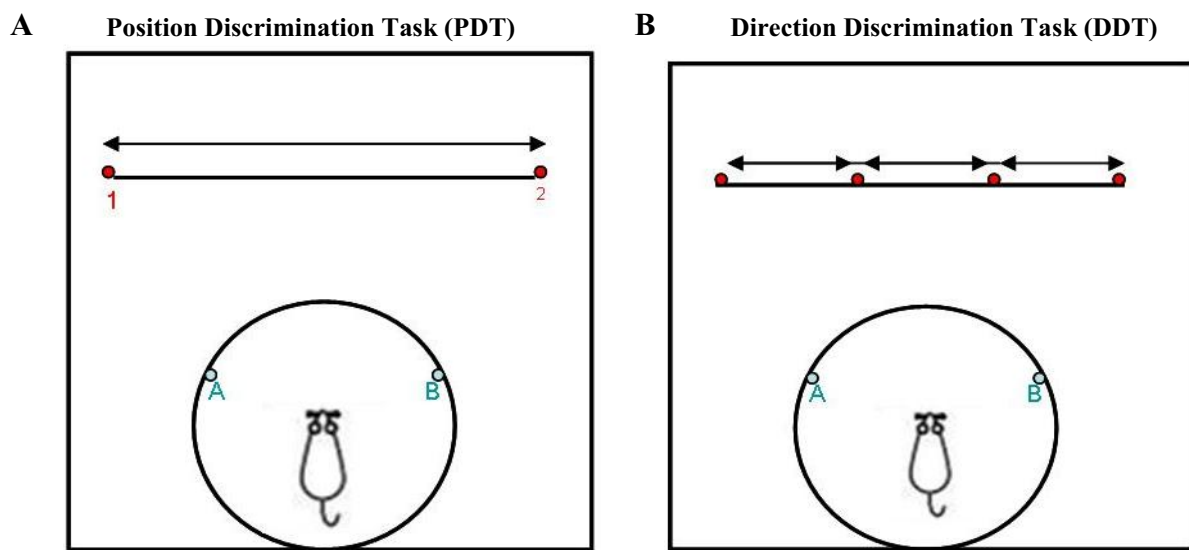 A Position Discrimination Task (PDT)
B Direction Discrimination Task (DDT)
1 2
A B
A B